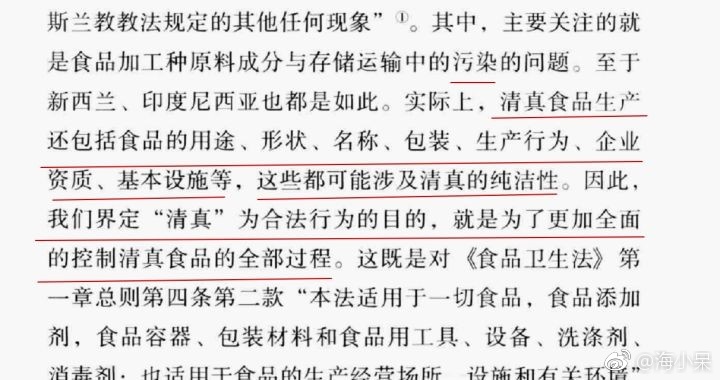 斯兰教教法规定的其他任何现象”①。其中，主要关注的就
是食品加工种原料成分与存储运输中的污染的问题。至于
新西兰、印度尼西亚也都是如此。实际上，清真食品生产
还包括食品的用途、形状、名称、包装、生产行为、企业
资质、基本设施等，这些都可能涉及清真的纯洁性。因此，
我们界定“清真”为合法行为的目的，就是为了更加全面
的控制清真食品的全部过程。这既是对《食品卫生法》第
一章总则第四条第二款“本法适用于一切食品，食品添加
剂，食品容器、包装材料和食品用工具、设备、洗涤剂、
消毒剂；也适用于食品的生产经营场所、设施和有关环境”
@海小呆